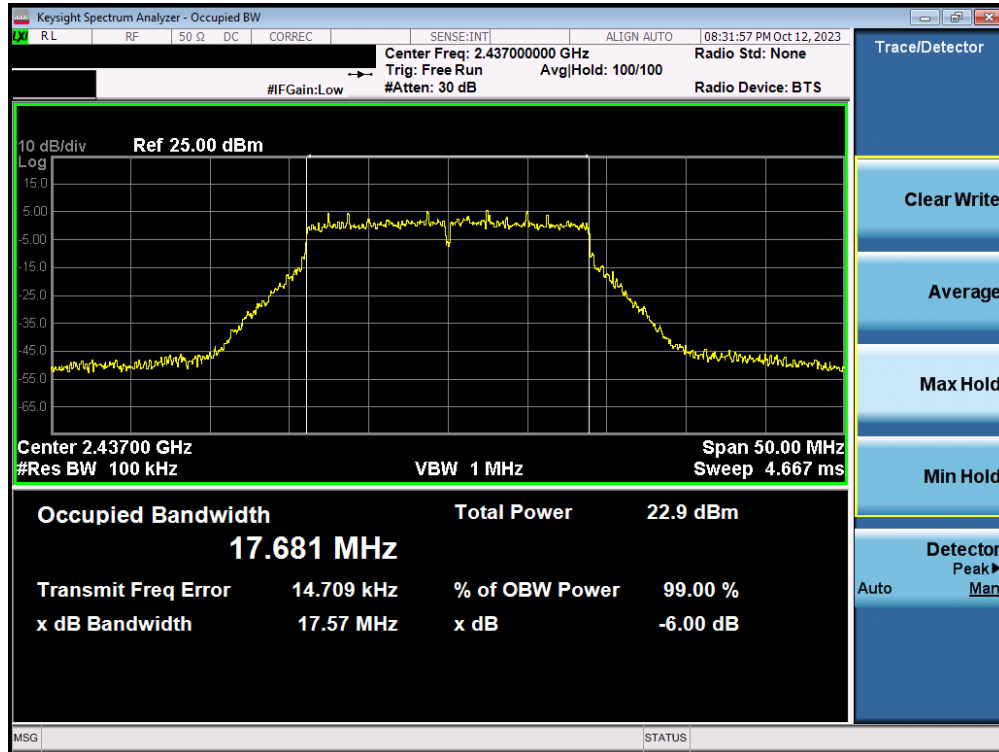 Keysight Spectrum Analyzer - Occupied BW
LXI RL RF 50 Ω DC CORREC SENSE:INT ALIGN AUTO 08:31:57 PM Oct 12, 2023
Center Freq: 2.437000000 GHz Radio Std: None
Trig: Free Run Avg|Hold: 100/100
#IFGain:Low #Atten: 30 dB Radio Device: BTS
Trace/Detector
10 dB/div Ref 25.00 dBm
Log
15.0
5.00
-5.00
-15.0
-25.0
-35.0
-45.0
-55.0
-65.0
Center 2.43700 GHz Span 50.00 MHz
#Res BW 100 kHz VBW 1 MHz Sweep 4.667 ms
Occupied Bandwidth Total Power 22.9 dBm
17.681 MHz
Transmit Freq Error 14.709 kHz % of OBW Power 99.00 %
x dB Bandwidth 17.57 MHz x dB -6.00 dB
Clear Write
Average
Max Hold
Min Hold
Detector
Peak▶
Auto Man
MSG STATUS